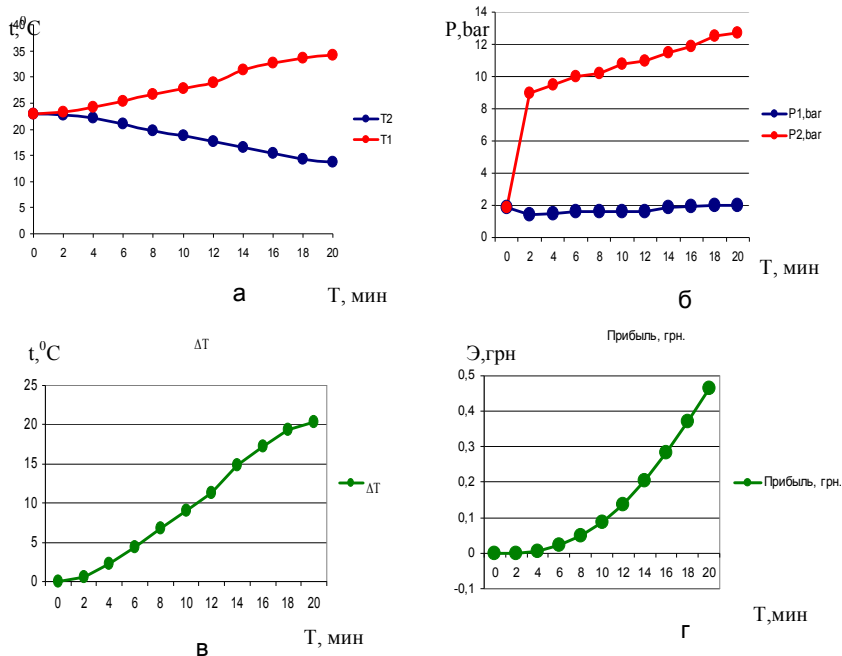 t,⁰C
40
35
30
25
20
15
10
5
0
0 2 4 6 8 10 12 14 16 18 20
T2
T1
а
Т, мин
P,bar
14
12
10
8
6
4
2
0
0 2 4 6 8 10 12 14 16 18 20
P1,bar
P2,bar
Т, мин
б
t,⁰C
ΔT
25
20
15
10
5
0
0 2 4 6 8 10 12 14 16 18 20
ΔT
Т, мин
в
Прибыль, грн.
Э,грн
0,5
0,4
0,3
0,2
0,1
0
-0,1
0 2 4 6 8 10 12 14 16 18 20
Прибыль, грн.
Т,мин
г